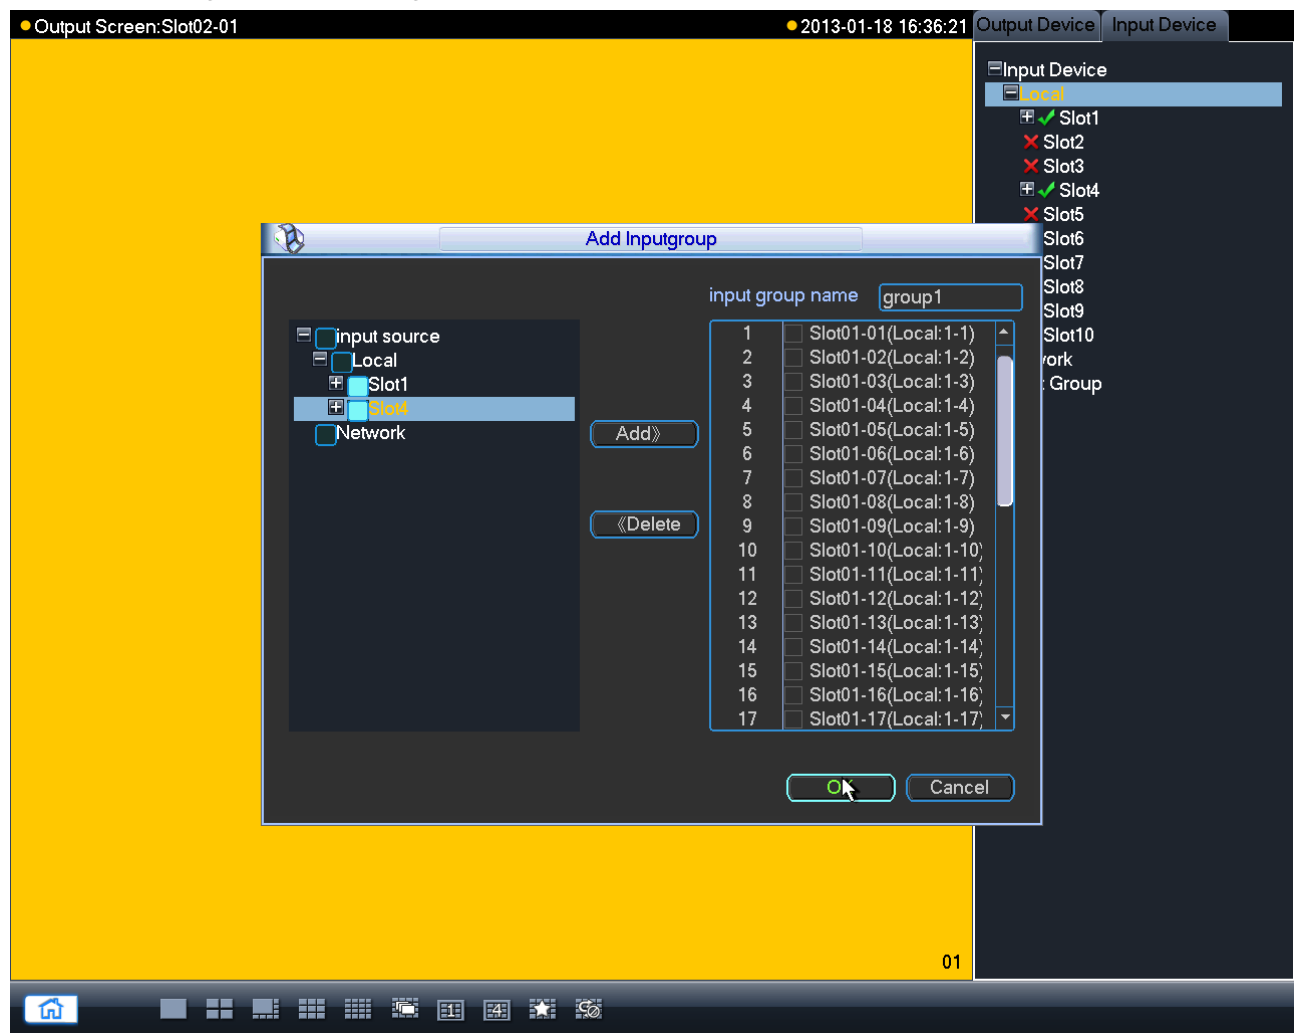 Output Screen:Slot02-01
2013-01-18 16:36:21
Output Device
Input Device
Input Device
Local
Slot1
Slot2
Slot3
Slot4
Slot5
Slot6
Slot7
Slot8
Slot9
Slot10
Group
Add Inputgroup
input group name
group1
input source
Local
Slot1
Slot4
Network
Add》
《Delete
1 Slot01-01(Local:1-1)
2 Slot01-02(Local:1-2)
3 Slot01-03(Local:1-3)
4 Slot01-04(Local:1-4)
5 Slot01-05(Local:1-5)
6 Slot01-06(Local:1-6)
7 Slot01-07(Local:1-7)
8 Slot01-08(Local:1-8)
9 Slot01-09(Local:1-9)
10 Slot01-10(Local:1-10)
11 Slot01-11(Local:1-11)
12 Slot01-12(Local:1-12)
13 Slot01-13(Local:1-13)
14 Slot01-14(Local:1-14)
15 Slot01-15(Local:1-15)
16 Slot01-16(Local:1-16)
17 Slot01-17(Local:1-17)
OK
Cancel
01
1
4